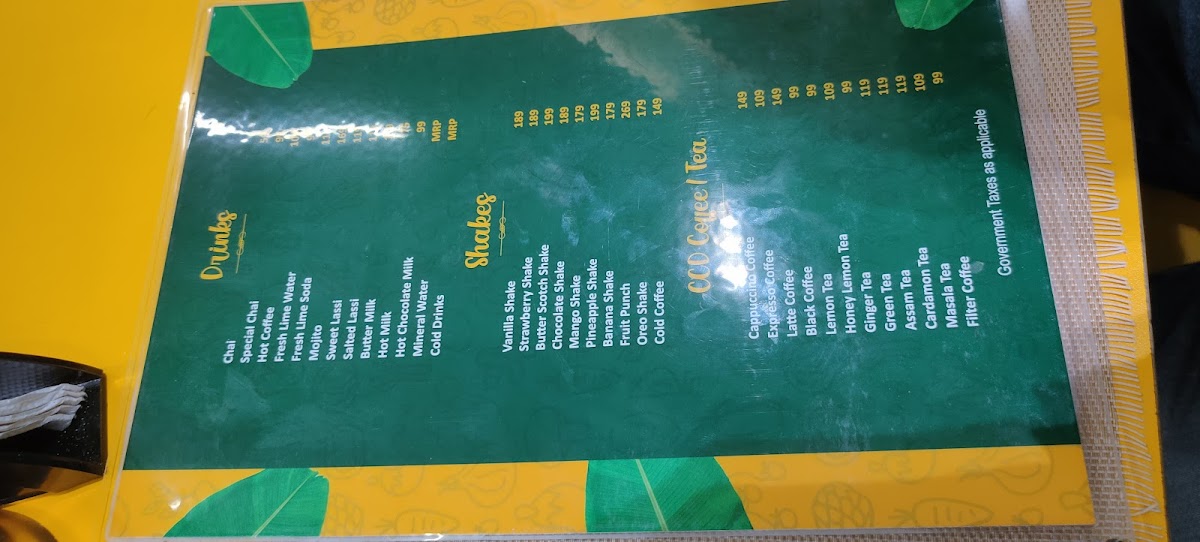 Drinks
Chai
Special Chai
Hot Coffee
Fresh Lime Water
Fresh Lime Soda
Mojito
Sweet Lassi
Salted Lassi
Butter Milk
Hot Milk
Hot Chocolate Milk 99
Mineral Water MRP
Cold Drinks MRP
Shakes
Vanilla Shake 189
Strawberry Shake 189
Butter Scotch Shake 199
Chocolate Shake 189
Mango Shake 179
Pineapple Shake 199
Banana Shake 179
Fruit Punch 269
Oreo Shake 179
Cold Coffee 149
CCD Coffee / Tea
Cappuccino Coffee 149
Expresso Coffee 109
Latte Coffee 149
Black Coffee 99
Lemon Tea 99
Honey Lemon Tea 109
Ginger Tea 99
Green Tea 119
Assam Tea 119
Cardamon Tea 119
Masala Tea 109
Filter Coffee 99
Government Taxes as applicable